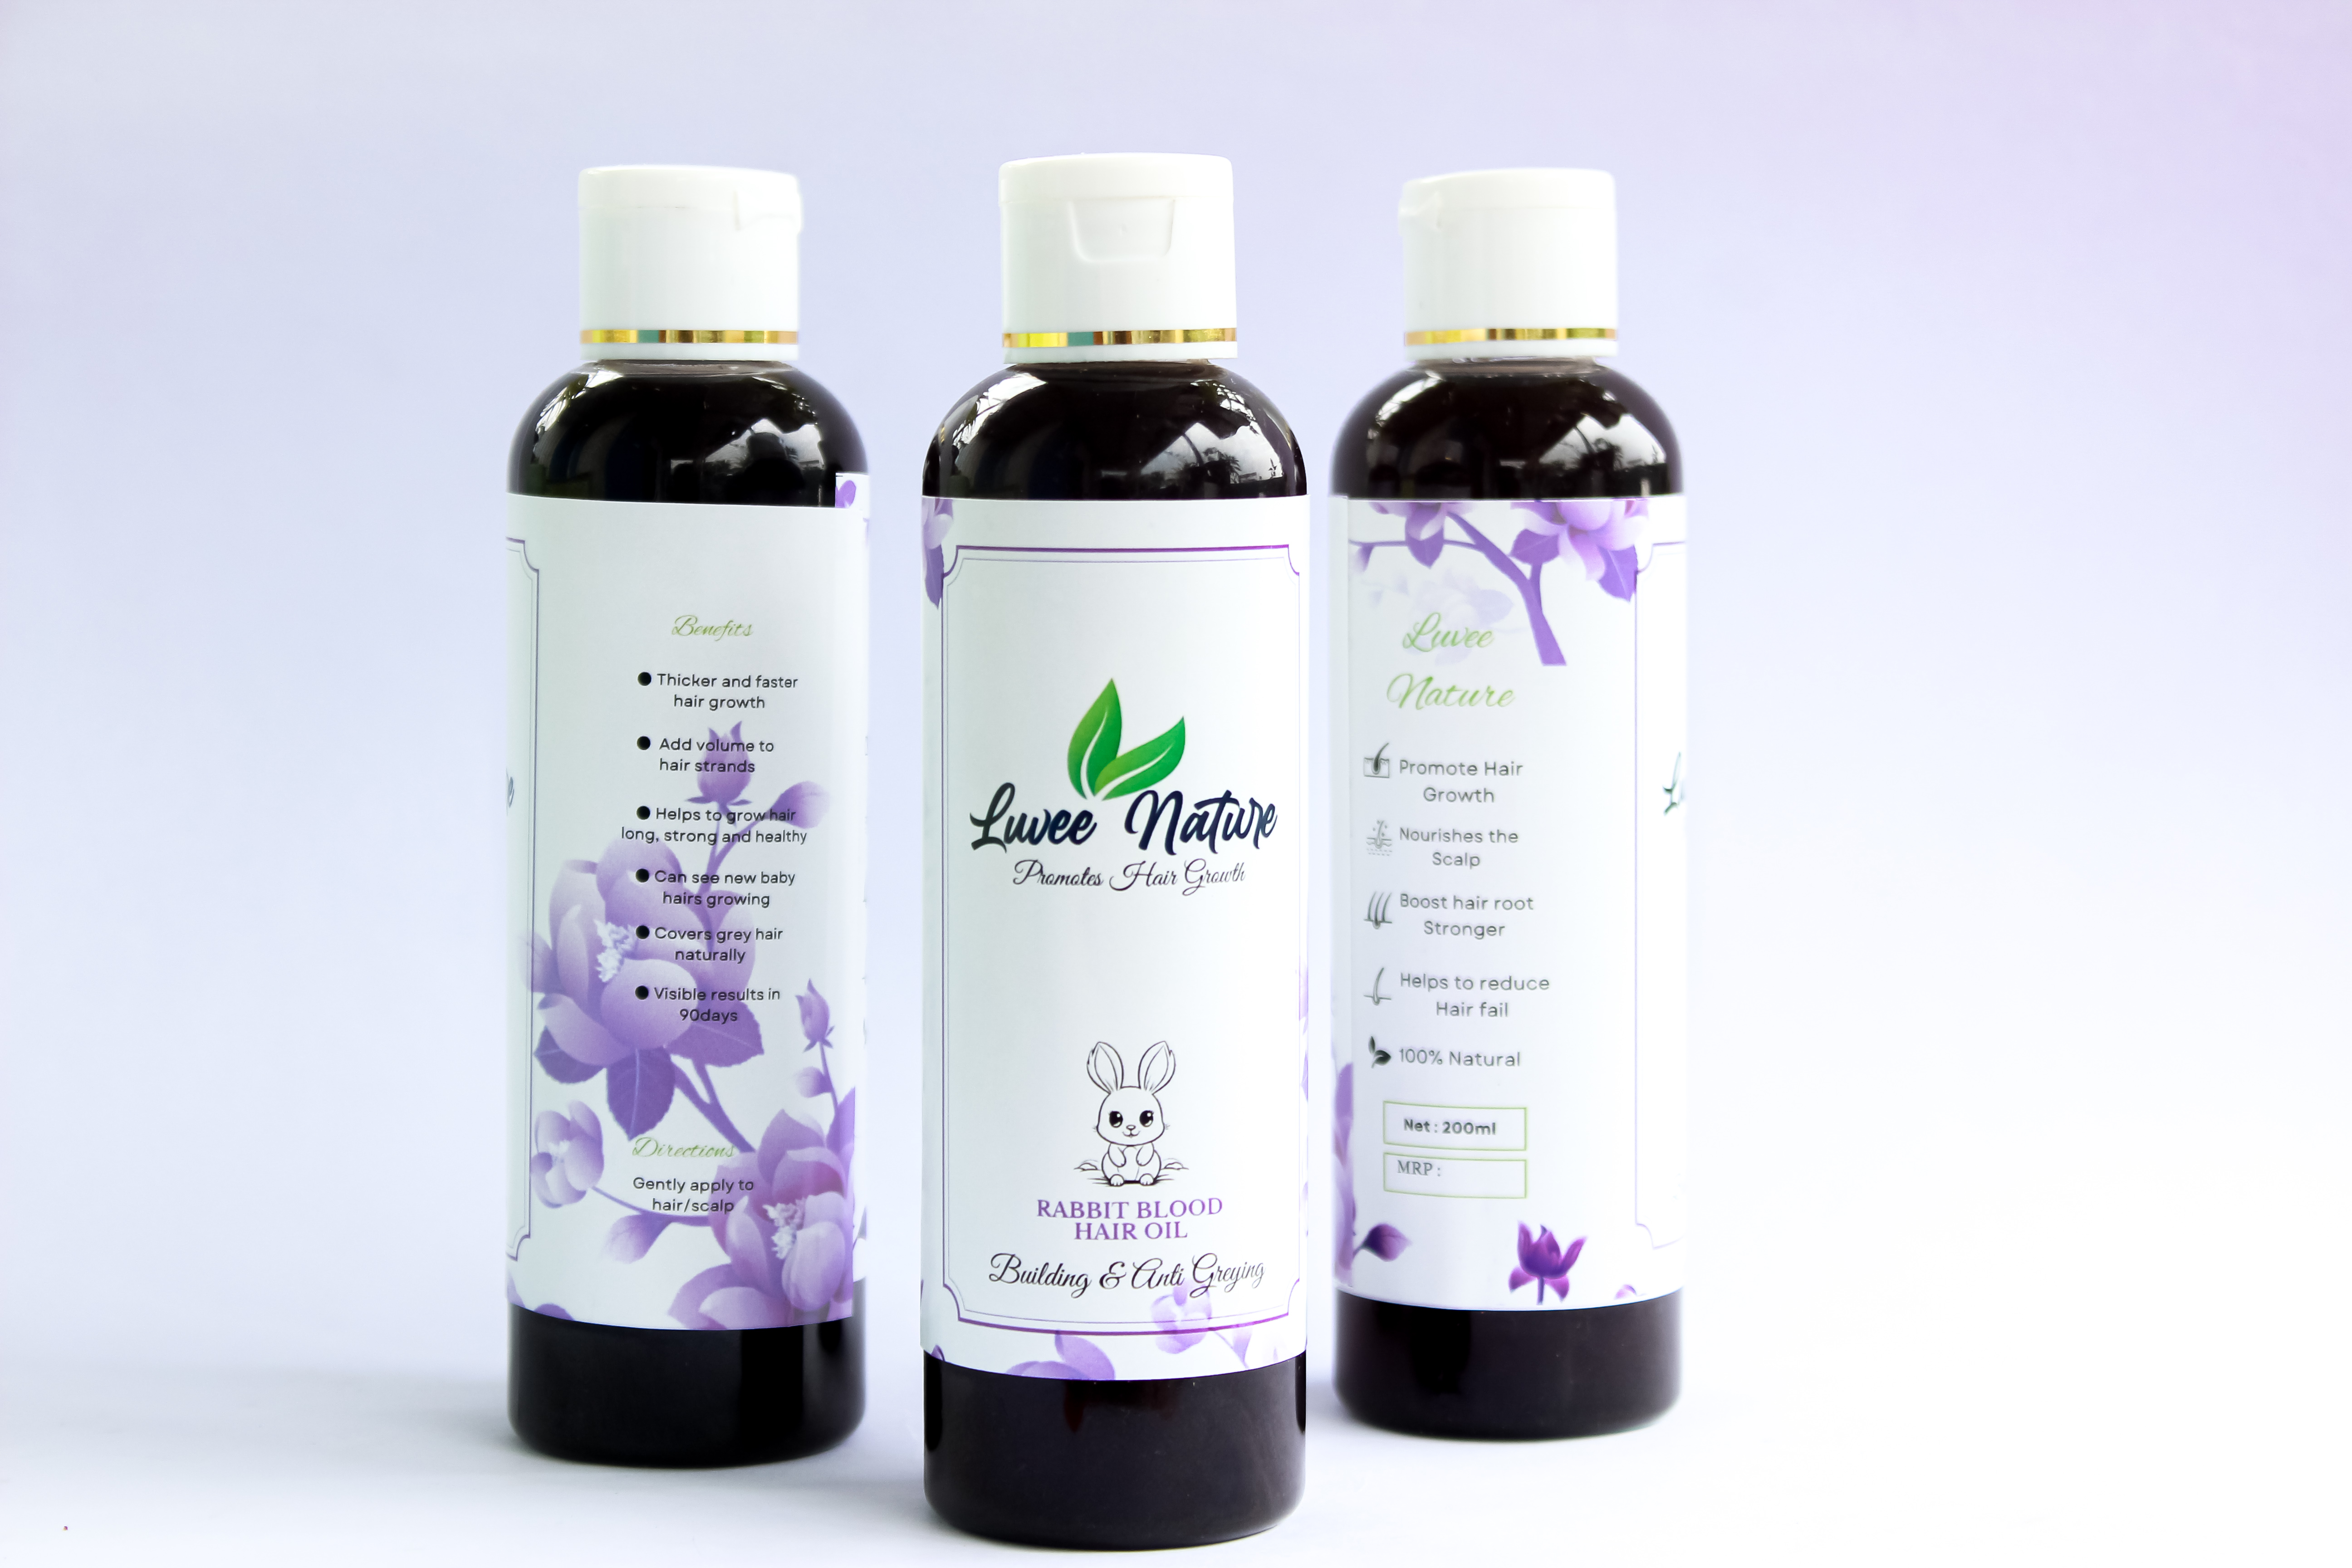 Benefits
Thicker and faster
hair growth
Add volume to
hair strands
Helps to grow hair
long, strong and healthy
Can see new baby
hairs growing
Covers grey hair
naturally
Visible results in
90days
Directions
Gently apply to
hair/scalp
Luvee Nature
Promotes Hair Growth
RABBIT BLOOD
HAIR OIL
Building & Anti Greying
Luvee
Nature
Promote Hair
Growth
Nourishes the
Scalp
Boost hair root
Stronger
Helps to reduce
Hair fail
100% Natural
Net : 200ml
MRP :